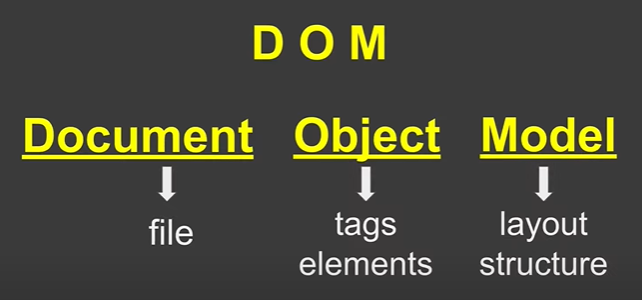 D O M
Document Object Model
file
tags
elements
layout
structure